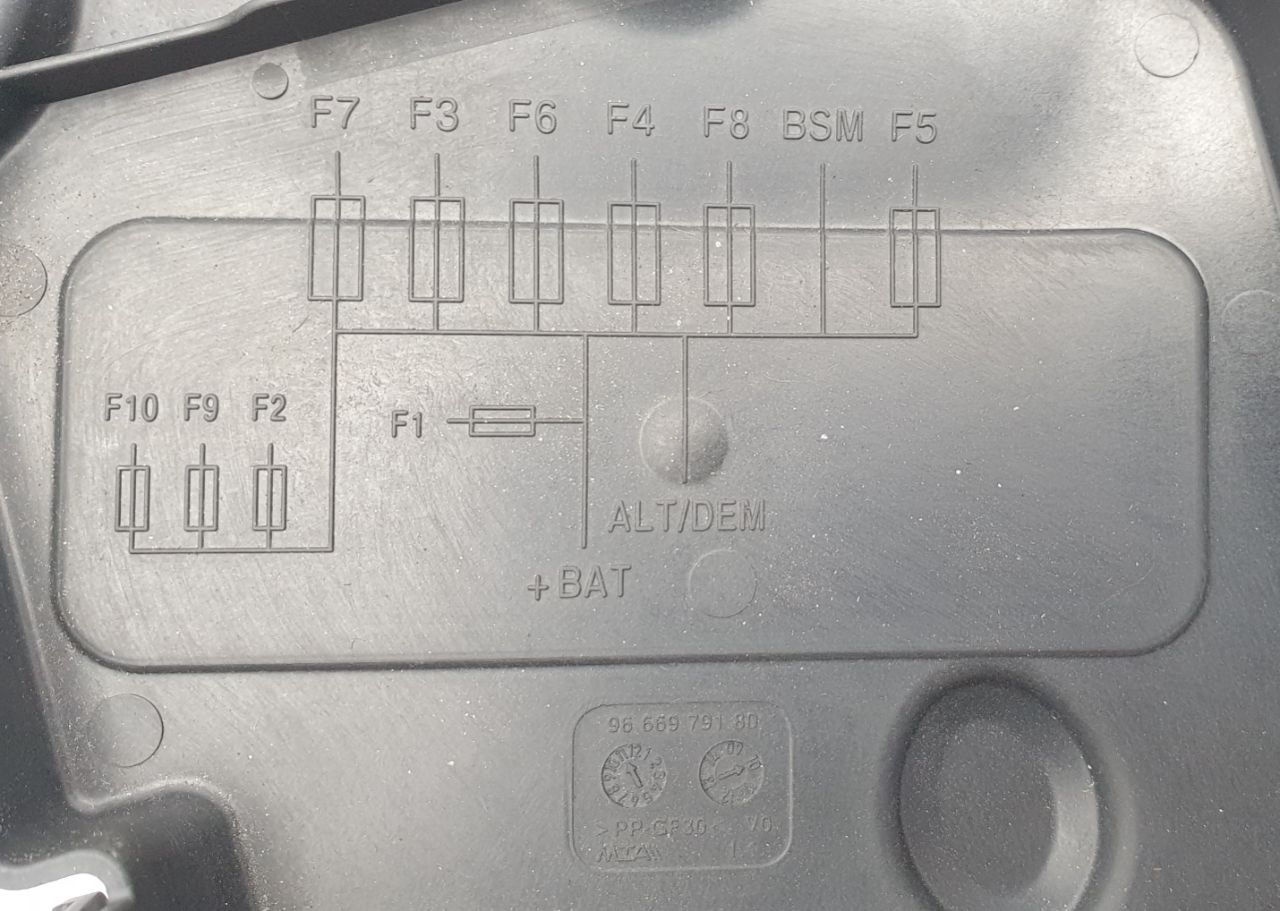 F7 F3 F6 F4 F8 BSM F5
F10 F9 F2
F1
ALT/DEM
+BAT
96 669 791 80
>PP-GF30<
MTA